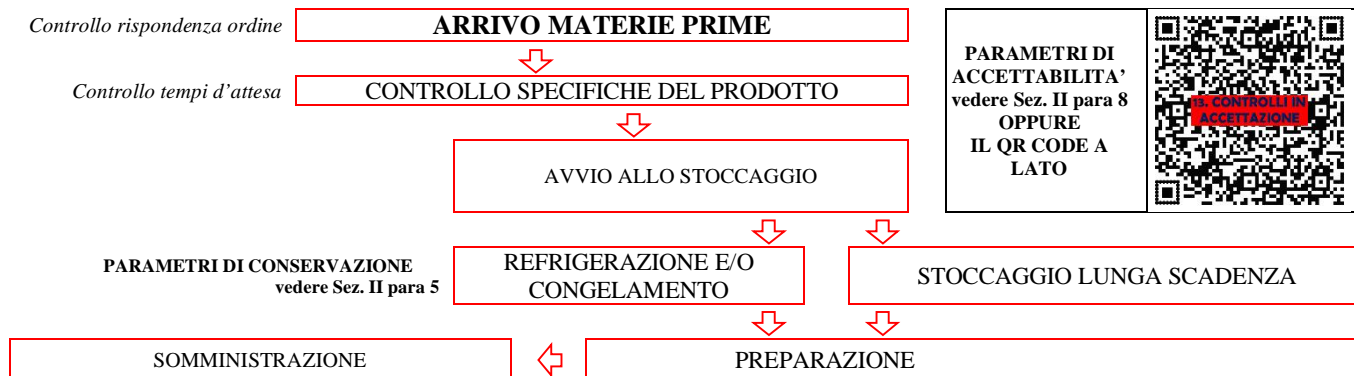 Controllo rispondenza ordine
ARRIVO MATERIE PRIME
Controllo tempi d'attesa
CONTROLLO SPECIFICHE DEL PRODOTTO
PARAMETRI DI
ACCETTABILITA'
vedere Sez. II para 8
OPPURE
IL QR CODE A
LATO
13. CONTROLLI IN
ACCETTAZIONE
AVVIO ALLO STOCCAGGIO
PARAMETRI DI CONSERVAZIONE
vedere Sez. II para 5
REFRIGERAZIONE E/O
CONGELAMENTO
STOCCAGGIO LUNGA SCADENZA
SOMMINISTRAZIONE
PREPARAZIONE